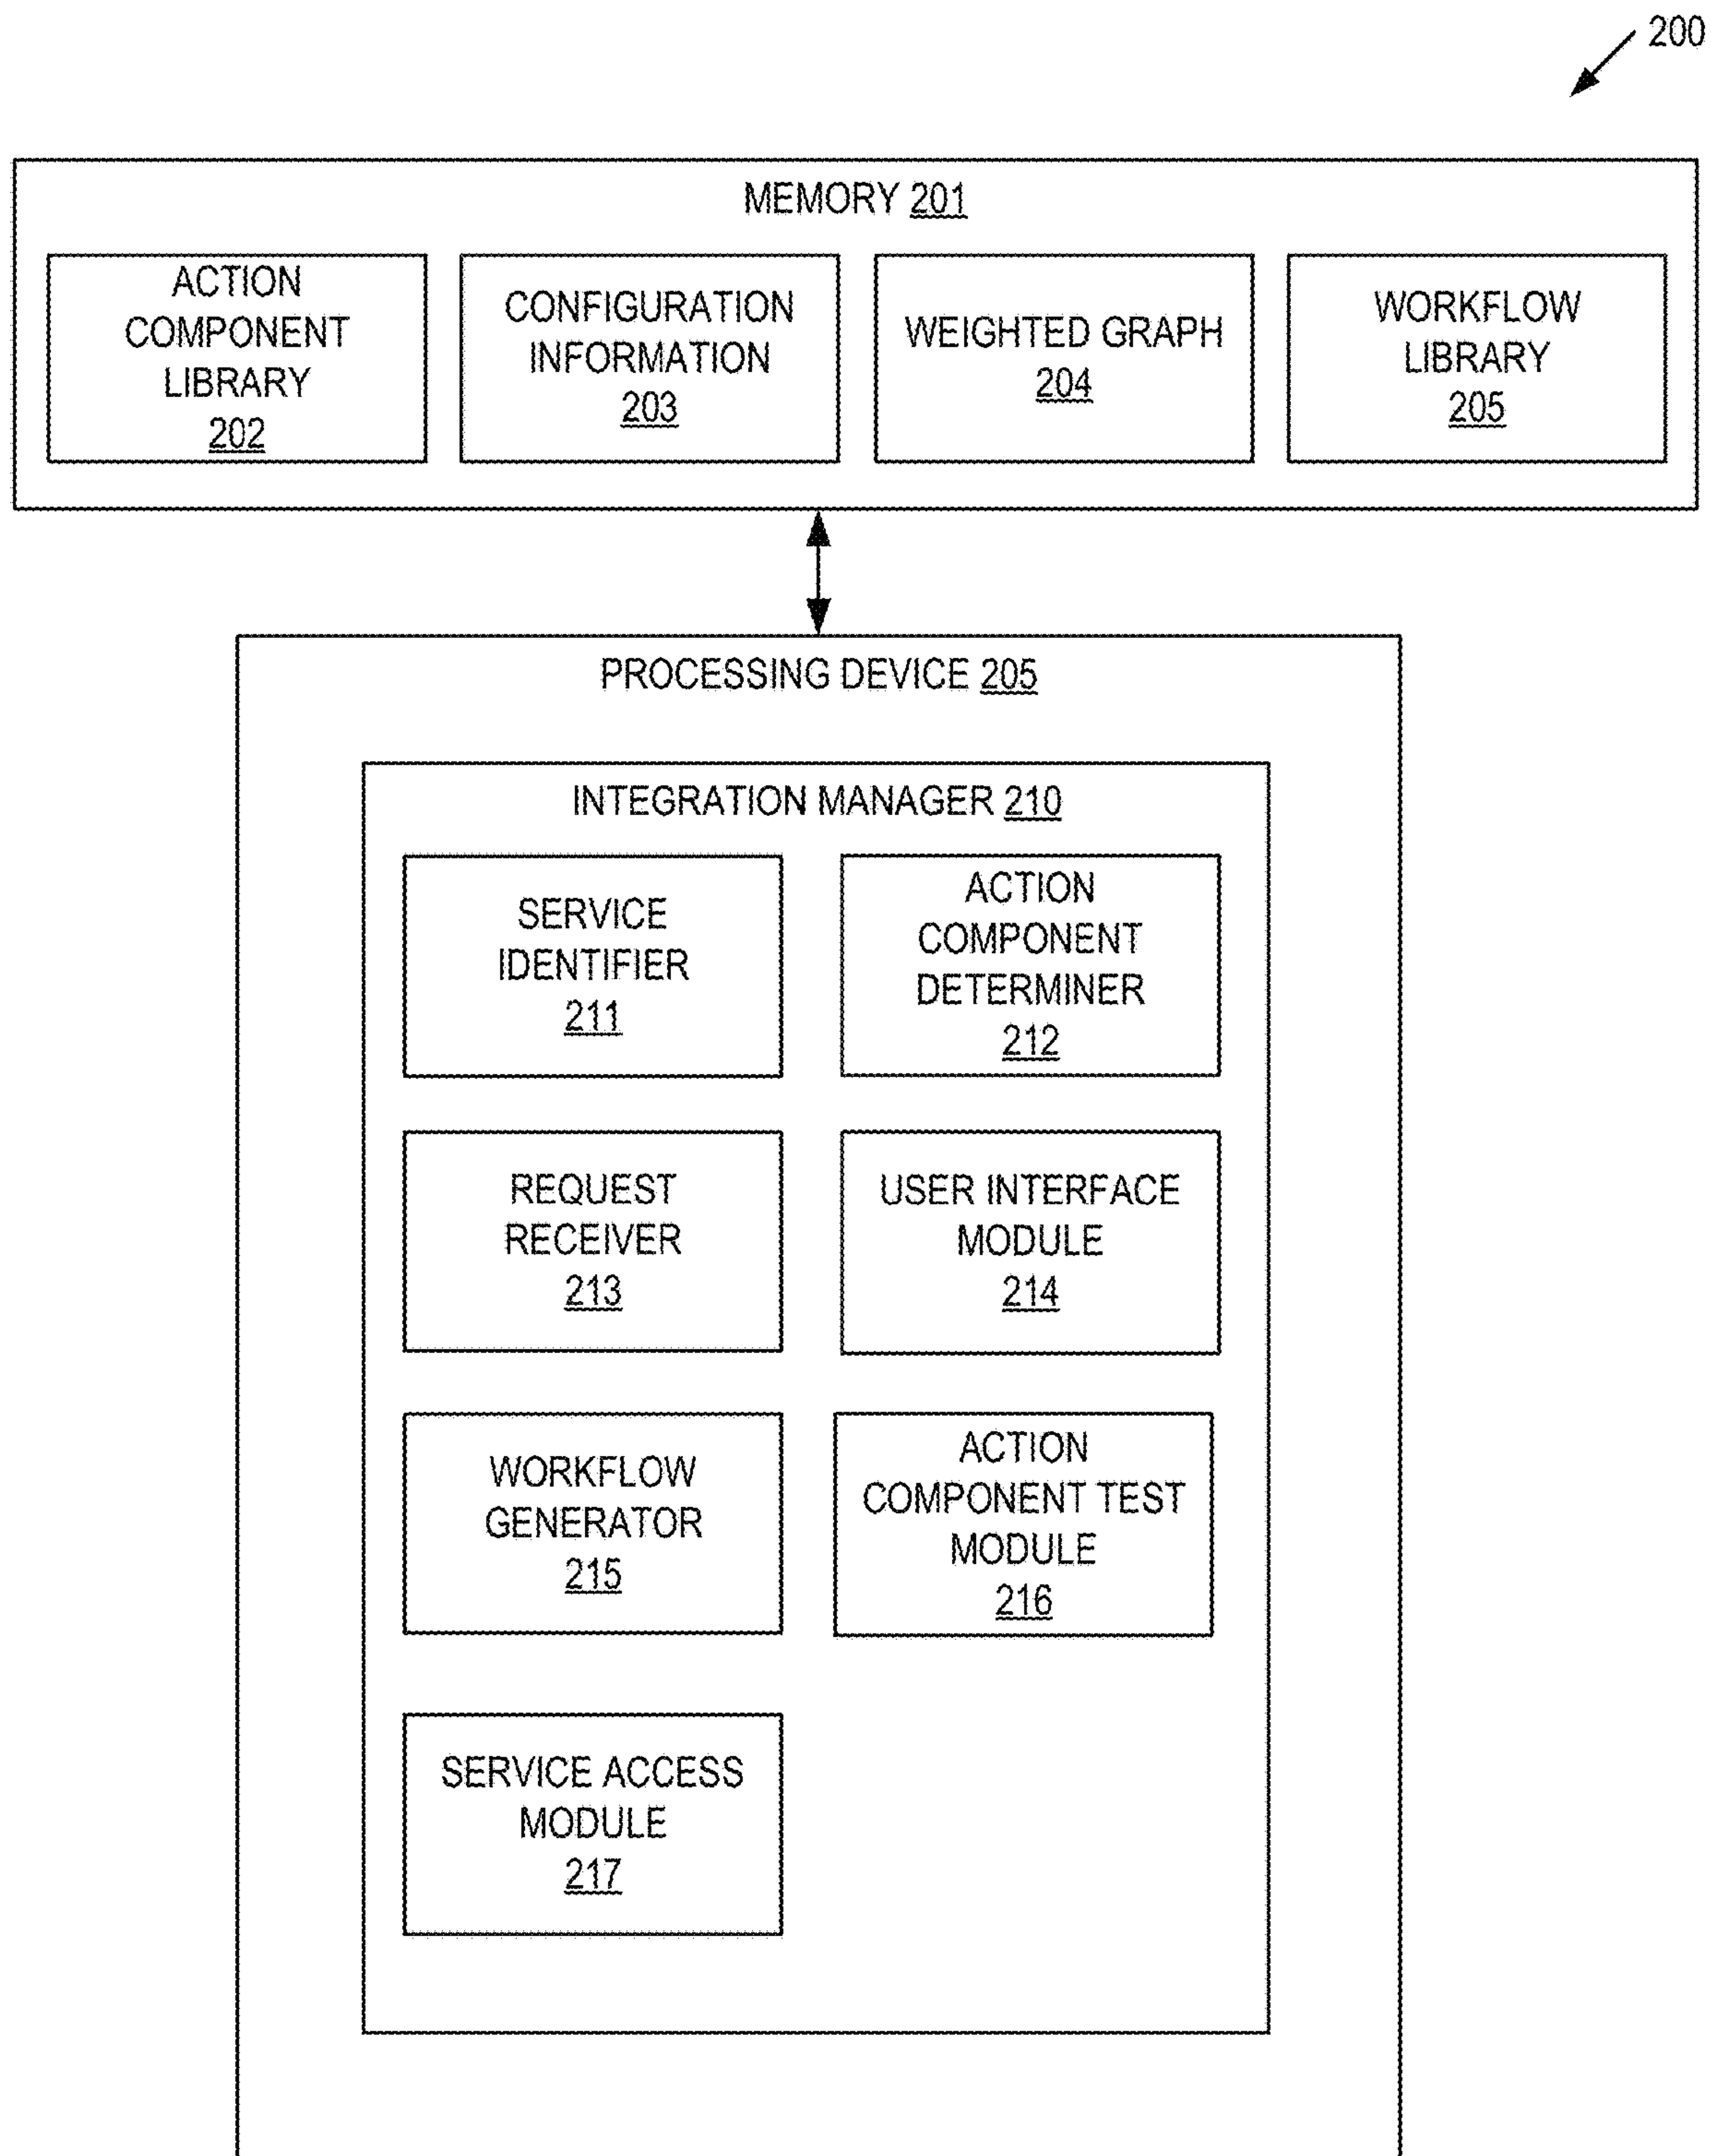 200
MEMORY 201
ACTION
COMPONENT
LIBRARY
202
CONFIGURATION
INFORMATION
203
WEIGHTED GRAPH
204
WORKFLOW
LIBRARY
205
PROCESSING DEVICE 205
INTEGRATION MANAGER 210
SERVICE
IDENTIFIER
211
ACTION
COMPONENT
DETERMINER
212
REQUEST
RECEIVER
213
USER INTERFACE
MODULE
214
WORKFLOW
GENERATOR
215
ACTION
COMPONENT TEST
MODULE
216
SERVICE ACCESS
MODULE
217